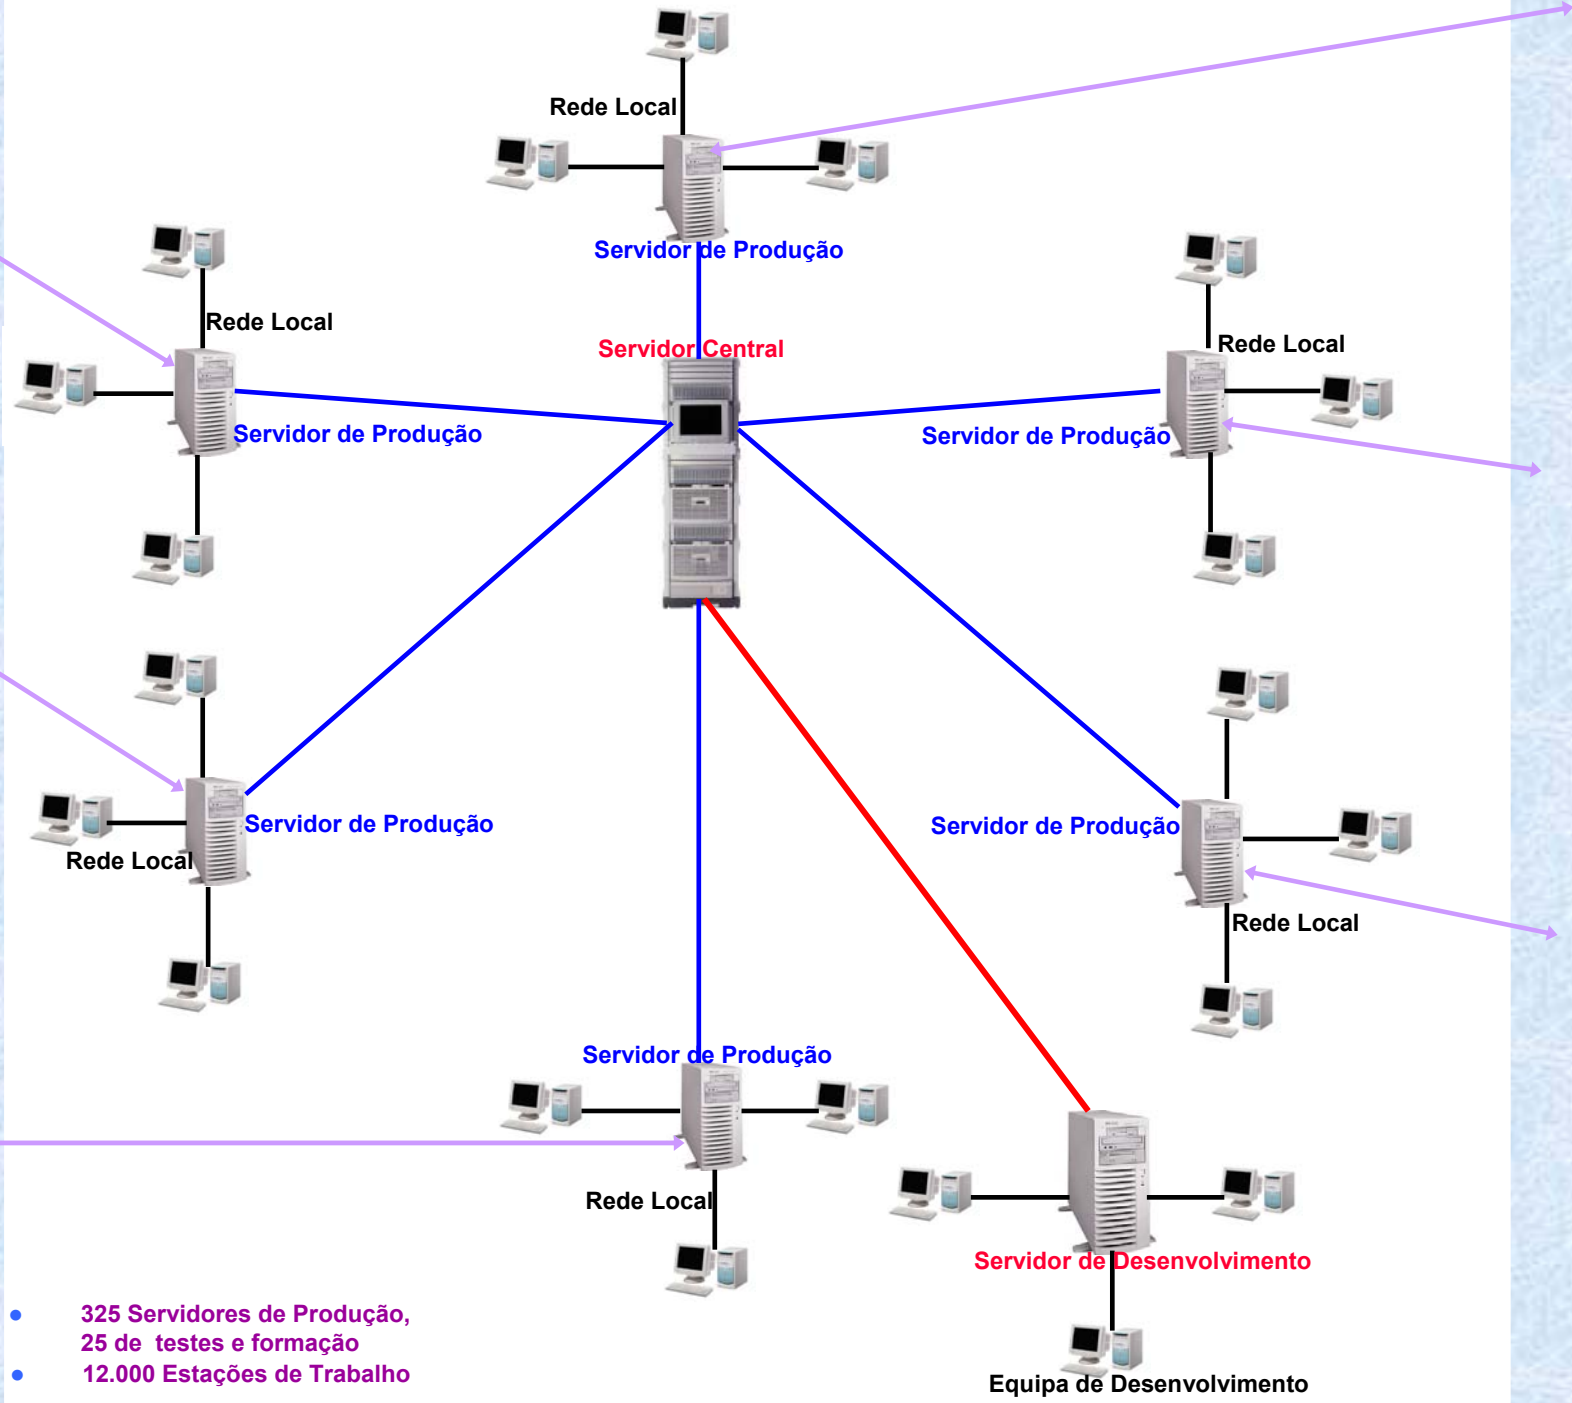 Rede Local
Servidor de Produção
Rede Local
Servidor Central
Rede Local
Servidor de Produção
Servidor de Produção
Servidor de Produção
Servidor de Produção
Rede Local
Rede Local
Servidor de Produção
Rede Local
Servidor de Desenvolvimento
• 325 Servidores de Produção,
25 de testes e formação
• 12.000 Estações de Trabalho
Equipa de Desenvolvimento